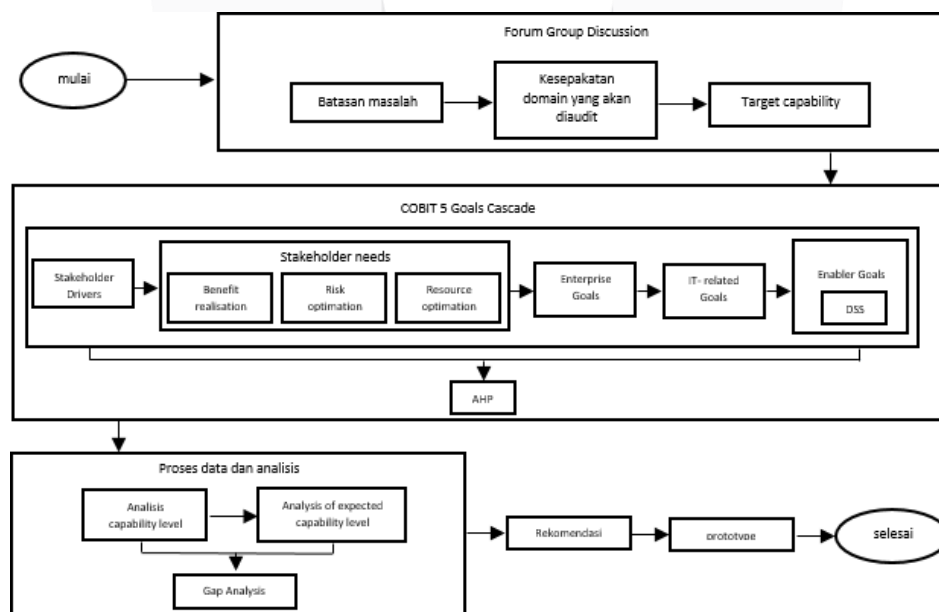 Forum Group Discussion
mulai
Batasan masalah
Kesepakatan
domain yang akan
diaudit
Target capability
COBIT 5 Goals Cascade
Stakeholder
Drivers
Stakeholder needs
Benefit
realisation
Risk
optimation
Resource
optimation
Enterprise
Goals
IT- related
Goals
Enabler Goals
DSS
AHP
Proses data dan analisis
Analisis
capability level
Analysis of expected
capability level
Gap Analysis
Rekomendasi
prototype
selesai